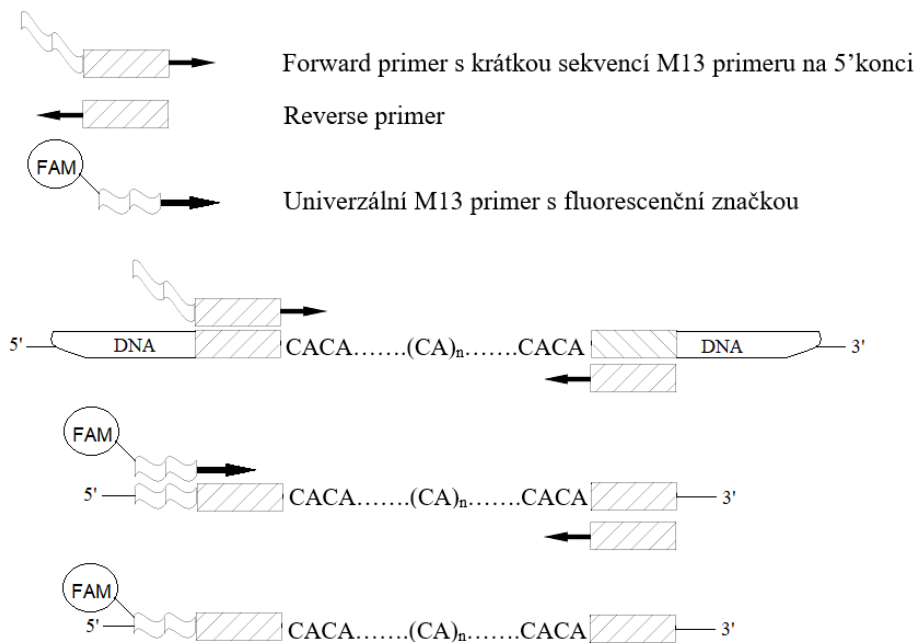 Forward primer s krátkou sekvencí M13 primeru na 5’konci
Reverse primer
FAM
Univerzální M13 primer s fluorescenční značkou
5' DNA CACA…….(CA)n…….CACA DNA 3'
FAM
5' CACA…….(CA)n…….CACA 3'
FAM
5' CACA…….(CA)n…….CACA 3'